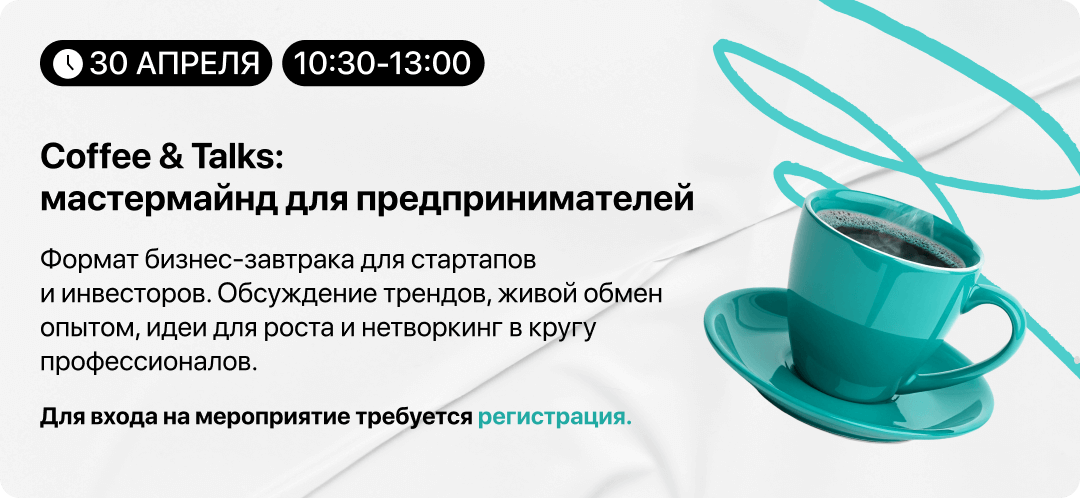 30 АПРЕЛЯ 10:30-13:00
Coffee & Talks:
мастермайнд для предпринимателей
Формат бизнес-завтрака для стартапов
и инвесторов. Обсуждение трендов, живой обмен
опытом, идеи для роста и нетворкинг в кругу
профессионалов.
Для входа на мероприятие требуется регистрация.